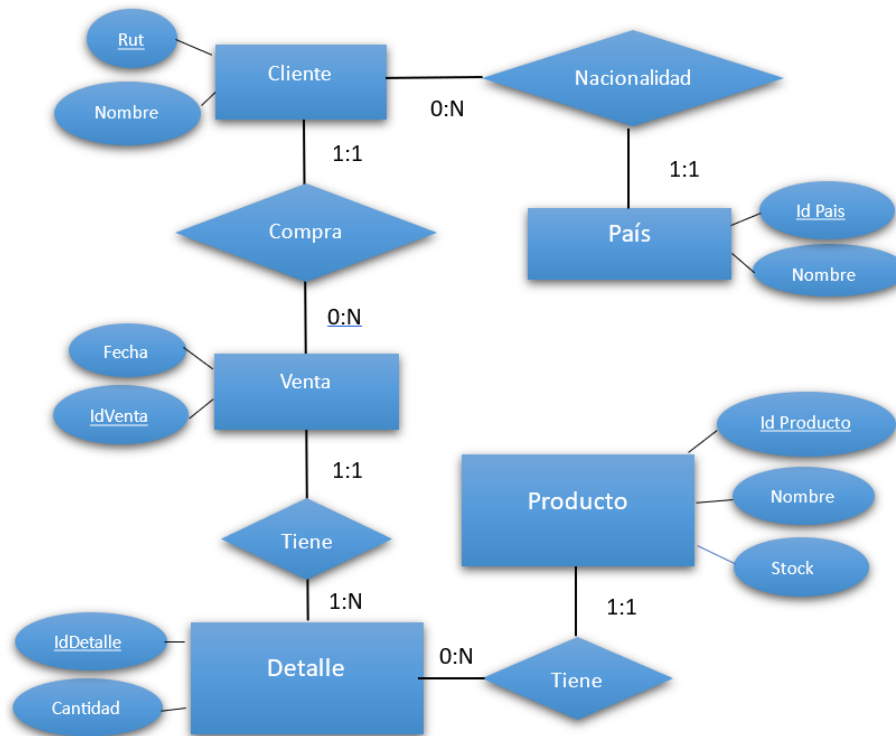 Rut
Cliente
Nacionalidad
Nombre
0:N
1:1
1:1
Id Pais
Compra
País
Nombre
0:N
Fecha
Venta
IdVenta
Id Producto
1:1
Producto
Nombre
Tiene
Stock
1:N
1:1
IdDetalle
0:N
Detalle
Tiene
Cantidad